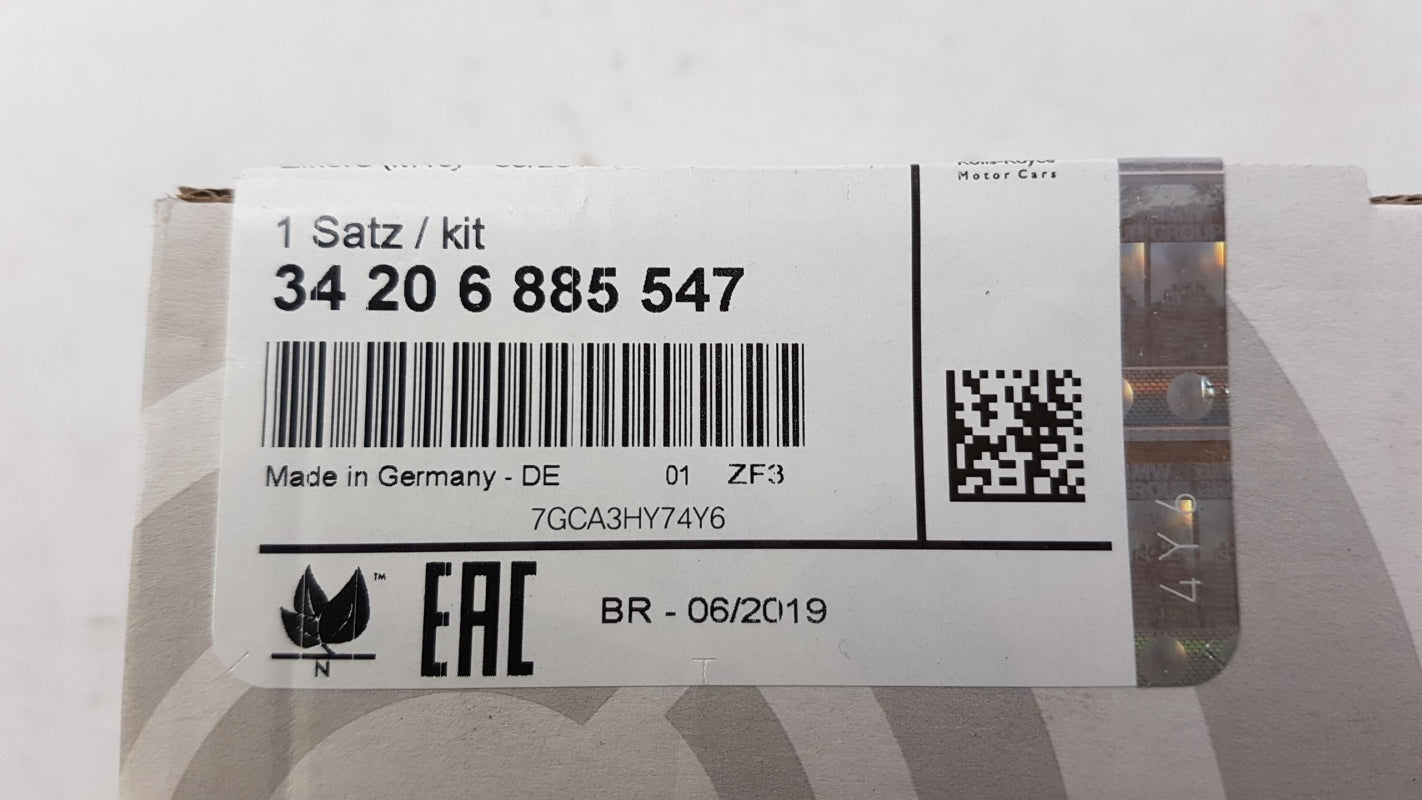 Motor Cars
1 Satz / kit
34 20 6 885 547
Made in Germany - DE 01 ZF3
7GCA3HY74Y6
™
N
EAC
BR - 06/2019
4Y6